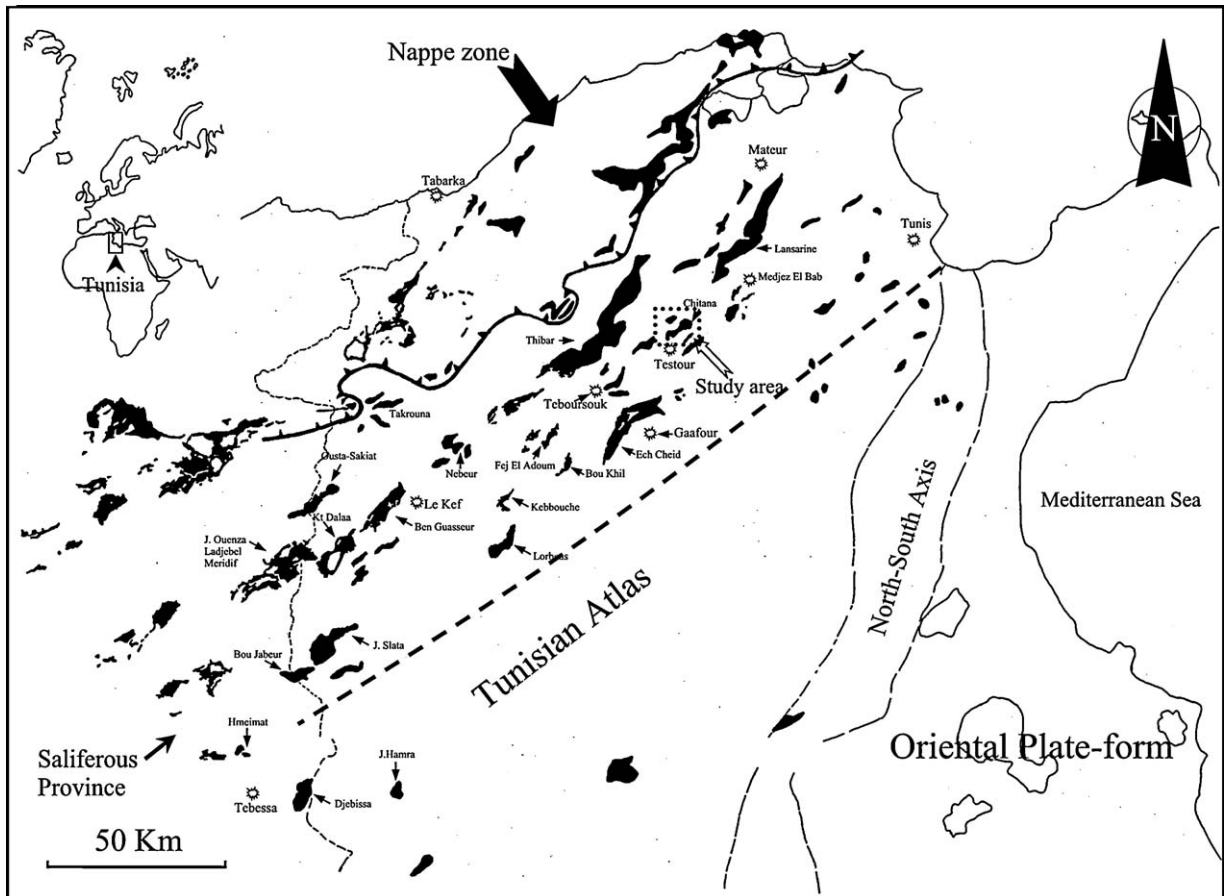 Nappe zone
N
Mateur
Tabarka
Tunis
Lansarine
Tunisia
Medjez El Bab
Chitana
Thibar
Testour
Study area
Teboursouk
Takrouna
Gaafour
Ousta-Sakiat
Nebeur
Fej El Adoum
Ech Cheid
Bou Khil
North-South Axis
Mediterranean Sea
Le Kef
Kebbouche
Kt Dalaa
Ben Guasseur
J. Ouenza
Ladjebel
Meridif
Lorbeus
Tunisian Atlas
J. Slata
Bou Jabeur
Hmeimat
Oriental Plate-form
Saliferous
Province
J.Hamra
Tebessa
Djebissa
50 Km